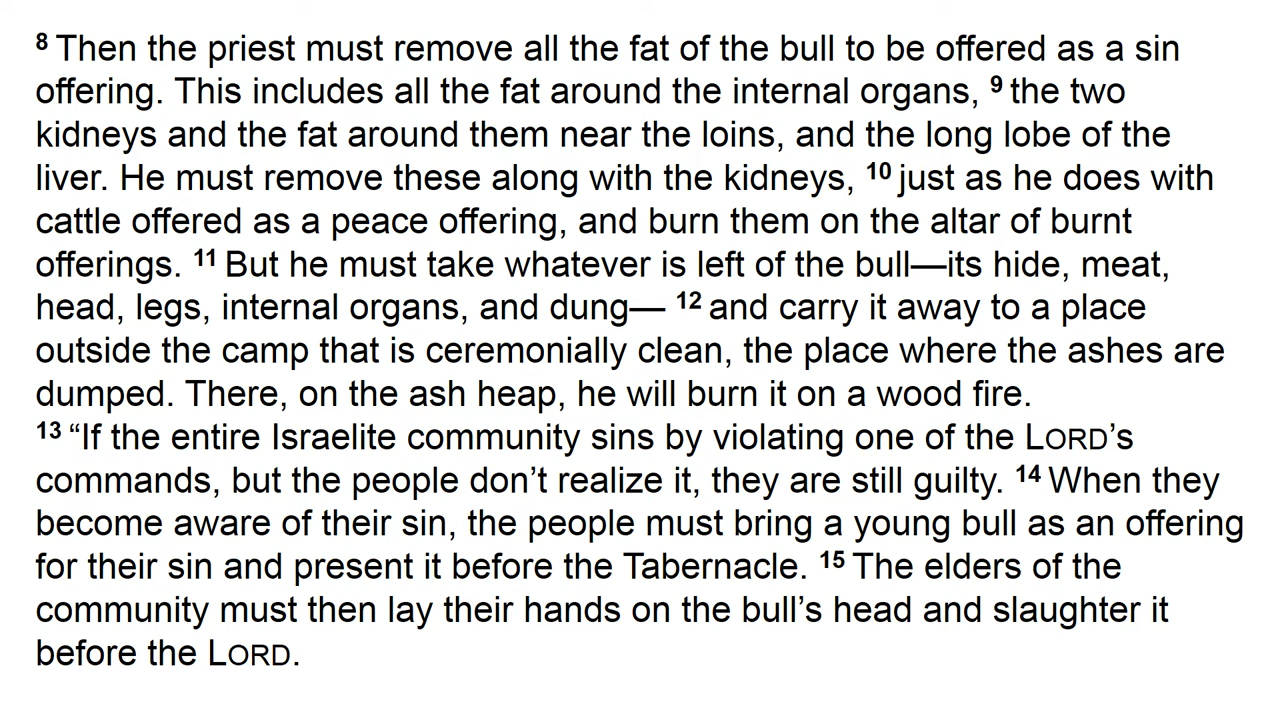 8 Then the priest must remove all the fat of the bull to be offered as a sin
offering. This includes all the fat around the internal organs, 9 the two
kidneys and the fat around them near the loins, and the long lobe of the
liver. He must remove these along with the kidneys, 10 just as he does with
cattle offered as a peace offering, and burn them on the altar of burnt
offerings. 11 But he must take whatever is left of the bull—its hide, meat,
head, legs, internal organs, and dung— 12 and carry it away to a place
outside the camp that is ceremonially clean, the place where the ashes are
dumped. There, on the ash heap, he will burn it on a wood fire.
13 “If the entire Israelite community sins by violating one of the LORD’s
commands, but the people don’t realize it, they are still guilty. 14 When they
become aware of their sin, the people must bring a young bull as an offering
for their sin and present it before the Tabernacle. 15 The elders of the
community must then lay their hands on the bull’s head and slaughter it
before the LORD.